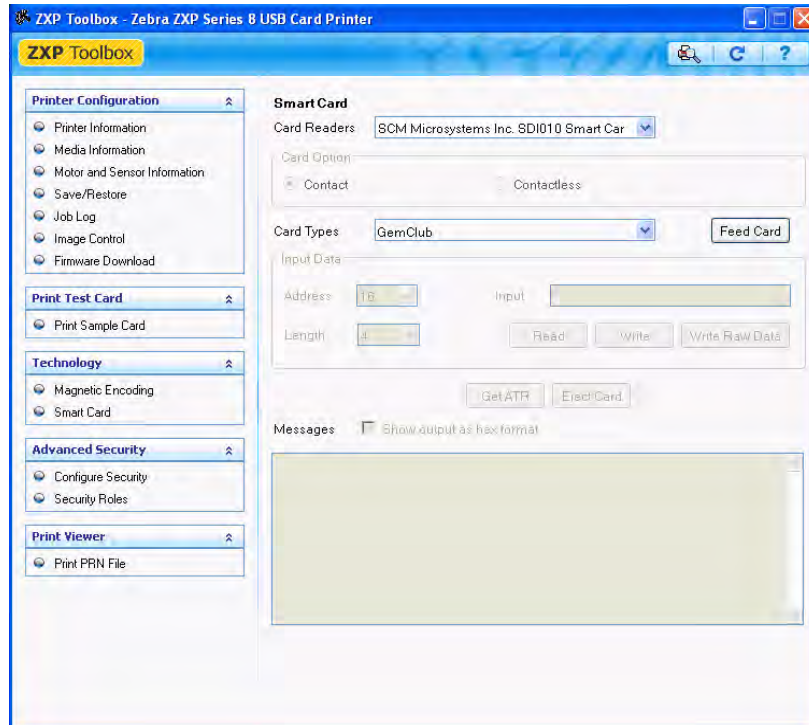 ZXP Toolbox - Zebra ZXP Series 8 USB Card Printer
ZXP Toolbox
?
Printer Configuration
Printer Information
Media Information
Motor and Sensor Information
Save/Restore
Job Log
Image Control
Firmware Download
Print Test Card
Print Sample Card
Technology
Magnetic Encoding
Smart Card
Advanced Security
Configure Security
Security Roles
Print Viewer
Print PRN File
Smart Card
Card Readers SCM Microsystems Inc. SDI010 Smart Car
Card Option
Contact Contactless
Card Types GemClub Feed Card
Input Data
Address 16 Input
Length 4 Read Write Write Raw Data
Get ATR Eject Card
Messages Show output as hex format